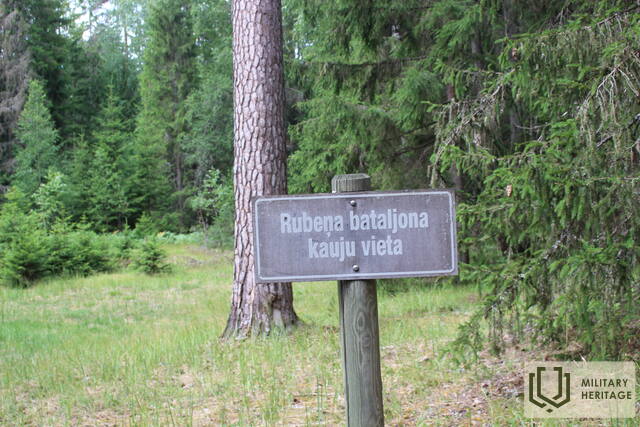 Rubeņa bataljona
kauju vieta
MILITARY
HERITAGE